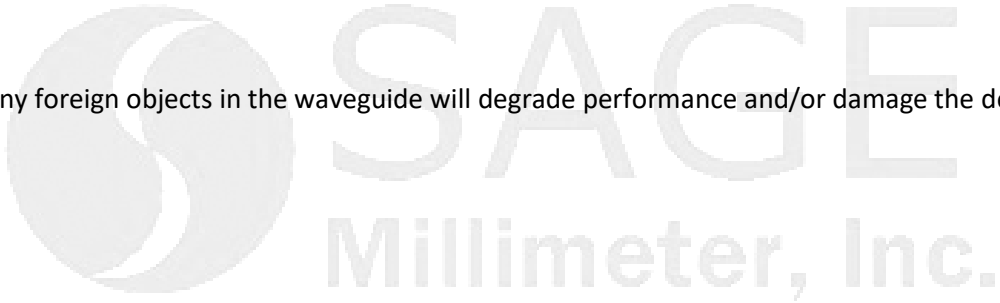 SAGE
ny foreign objects in the waveguide will degrade performance and/or damage the de
Millimeter, Inc.